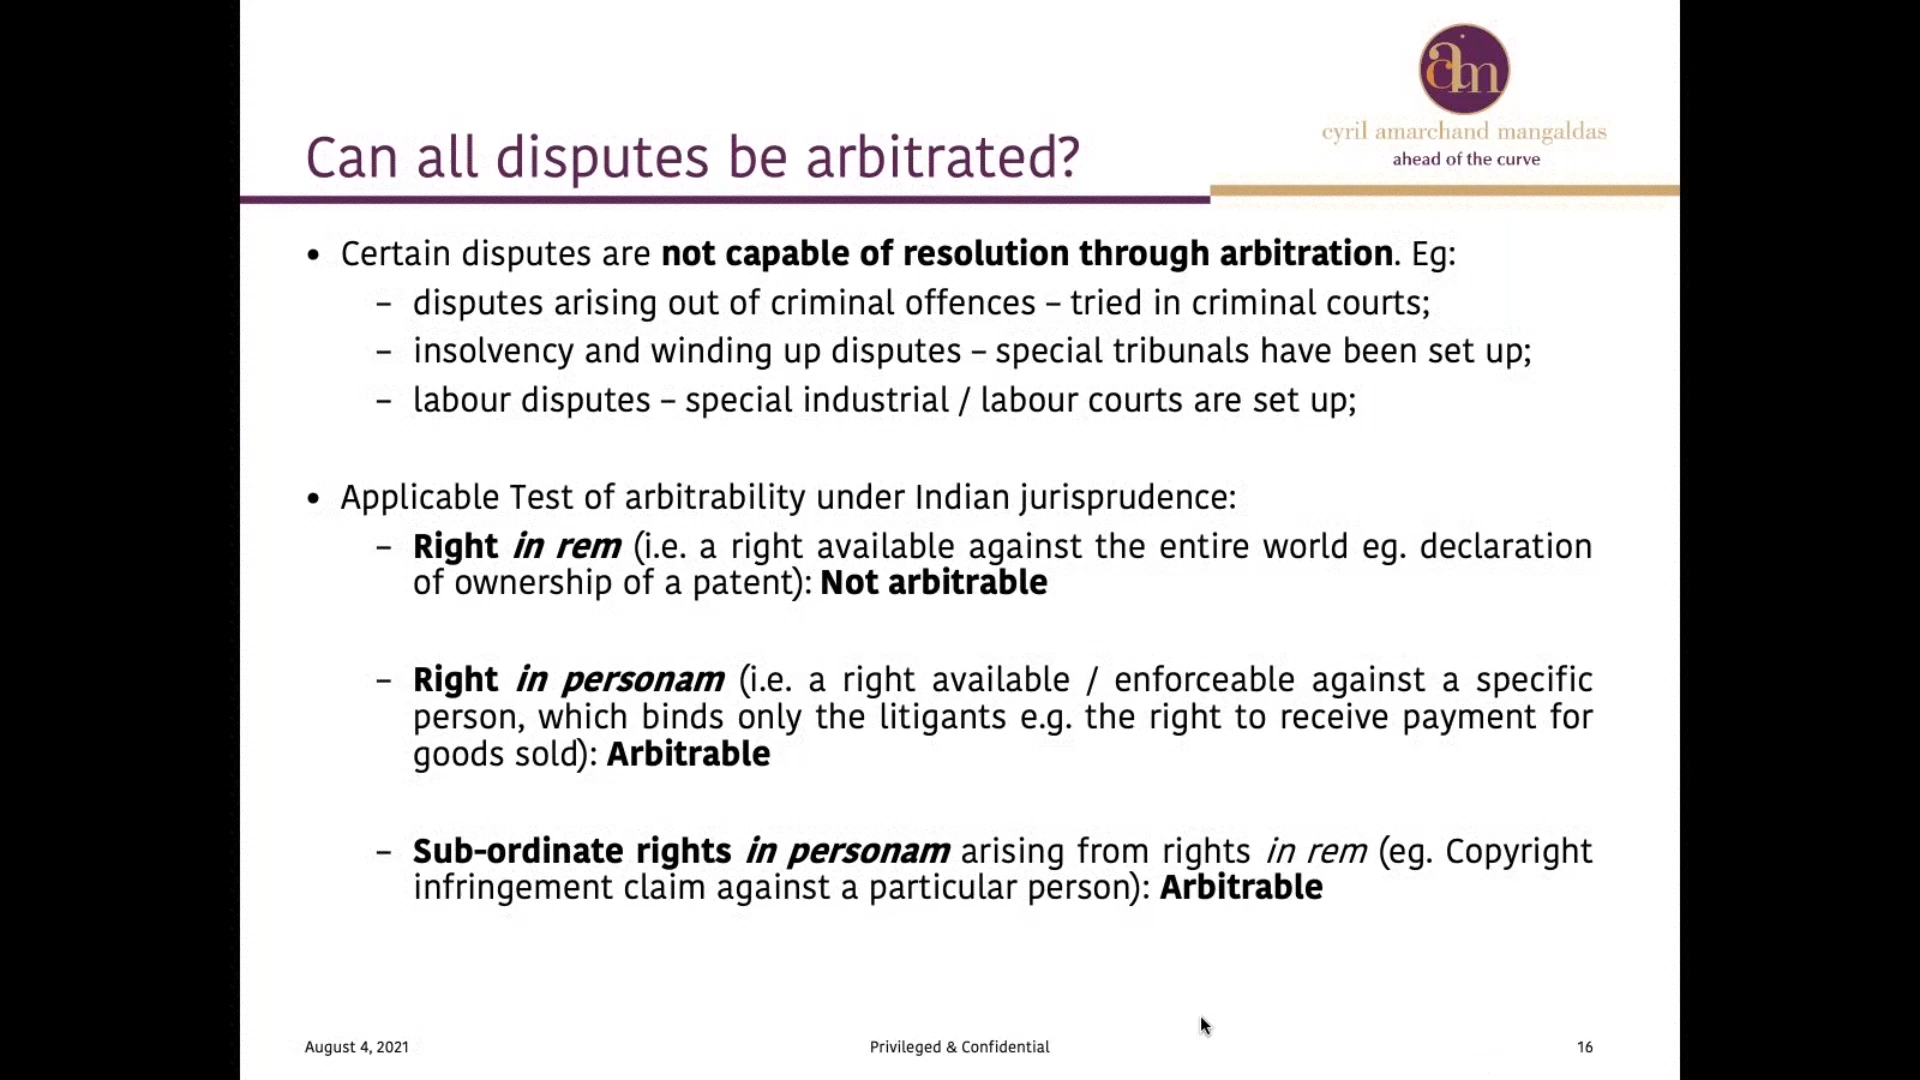 cam
cyril amarchand mangaldas
ahead of the curve
Can all disputes be arbitrated?
• Certain disputes are not capable of resolution through arbitration. Eg:
– disputes arising out of criminal offences – tried in criminal courts;
– insolvency and winding up disputes – special tribunals have been set up;
– labour disputes – special industrial / labour courts are set up;
• Applicable Test of arbitrability under Indian jurisprudence:
– Right in rem (i.e. a right available against the entire world eg. declaration
of ownership of a patent): Not arbitrable
– Right in personam (i.e. a right available / enforceable against a specific
person, which binds only the litigants e.g. the right to receive payment for
goods sold): Arbitrable
– Sub-ordinate rights in personam arising from rights in rem (eg. Copyright
infringement claim against a particular person): Arbitrable
August 4, 2021
Privileged & Confidential
16